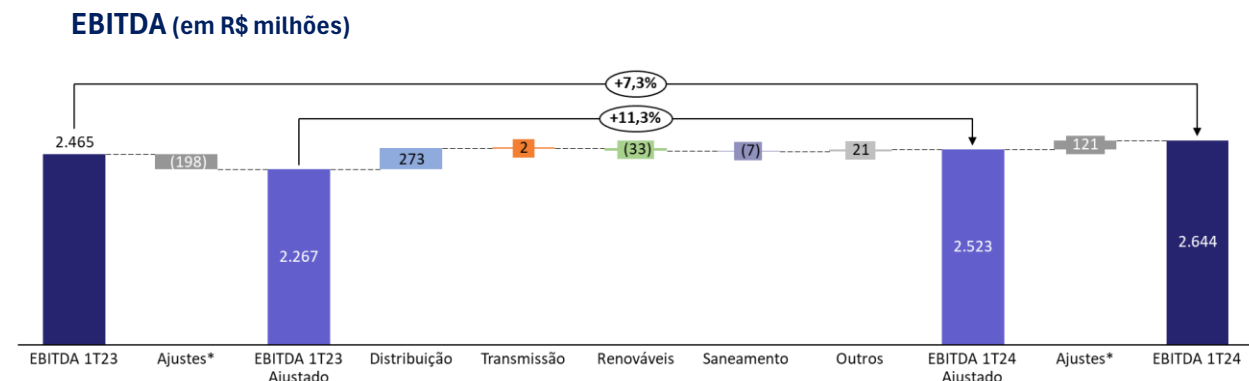 EBITDA (em R$ milhões)
+7,3%
+11,3%
2.465
(198)
2.267
273
2
(33)
(7)
21
2.523
121
2.644
EBITDA 1T23
Ajustes*
EBITDA 1T23
Ajustado
Distribuição
Transmissão
Renováveis
Saneamento
Outros
EBITDA 1T24
Ajustado
Ajustes*
EBITDA 1T24